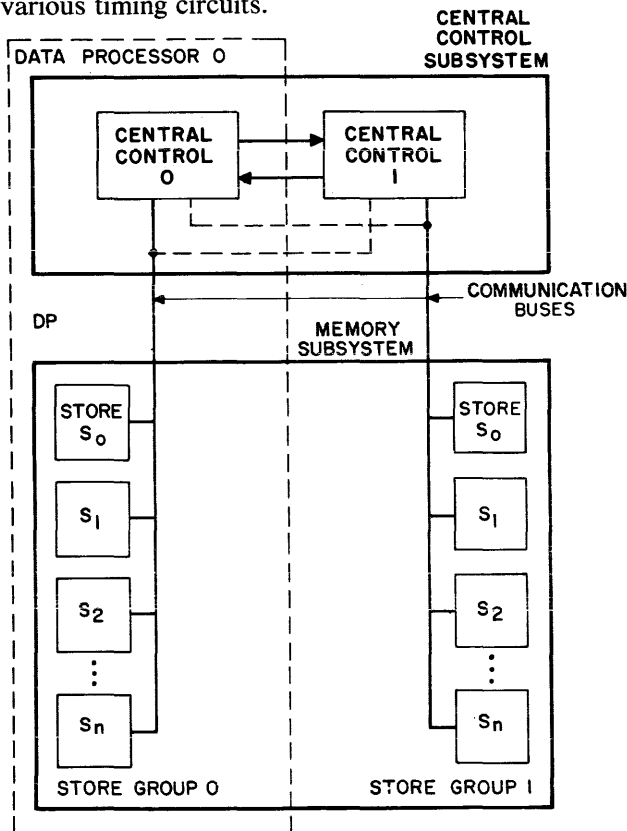 various timing circuits.
CENTRAL
CONTROL
SUBSYSTEM
DATA PROCESSOR 0
CENTRAL
CONTROL
0
CENTRAL
CONTROL
1
COMMUNICATION
BUSES
DP
MEMORY
SUBSYSTEM
STORE
S0
STORE
S0
S1
S1
S2
S2
Sn
Sn
STORE GROUP 0
STORE GROUP 1